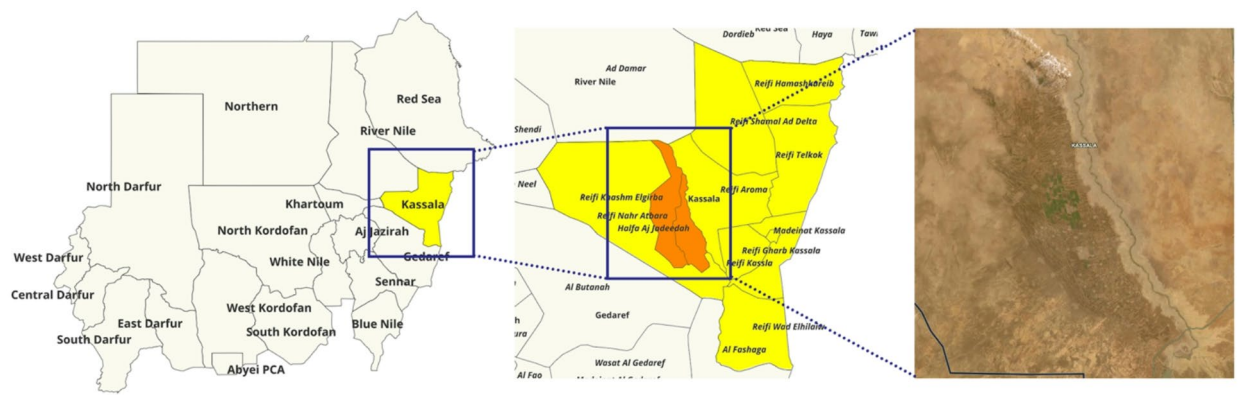 Northern
Red Sea
River Nile
North Darfur
Khartoum
Kassala
North Kordofan
Aj Jazirah
West Darfur
White Nile
Gedaref
Central Darfur
Sennar
West Kordofan
East Darfur
South Kordofan
Blue Nile
South Darfur
Abyei PCA
Dordieb
Red Sea
Haya
Ad Damar
River Nile
Reifi Hamashkoreib
Shendi
Reifi Shamal Ad Delta
Reifi Telkok
Neel
Reifi Aroma
Reifi Khashm Elgirba
Kassala
Reifi Nahr Atbara
Halfa Aj Jadeedah
Madeinat Kassala
Reifi Gharb Kassala
Reifi Kassla
Al Butanah
Gedaref
Reifi Wad Elhilaiw
Al Fashaga
Wasat Al Gedaref
Al Fao
KASSALA